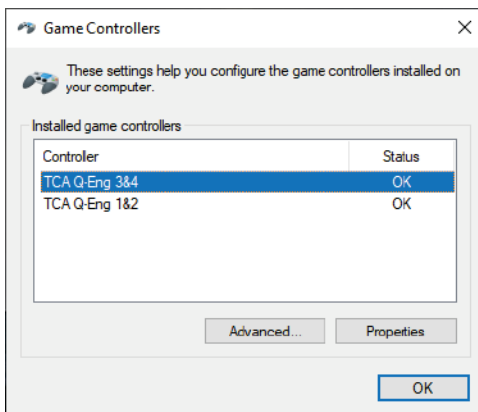 Game Controllers
These settings help you configure the game controllers installed on
your computer.
Installed game controllers
Controller Status
TCA Q-Eng 3&4 OK
TCA Q-Eng 1&2 OK
Advanced... Properties
OK